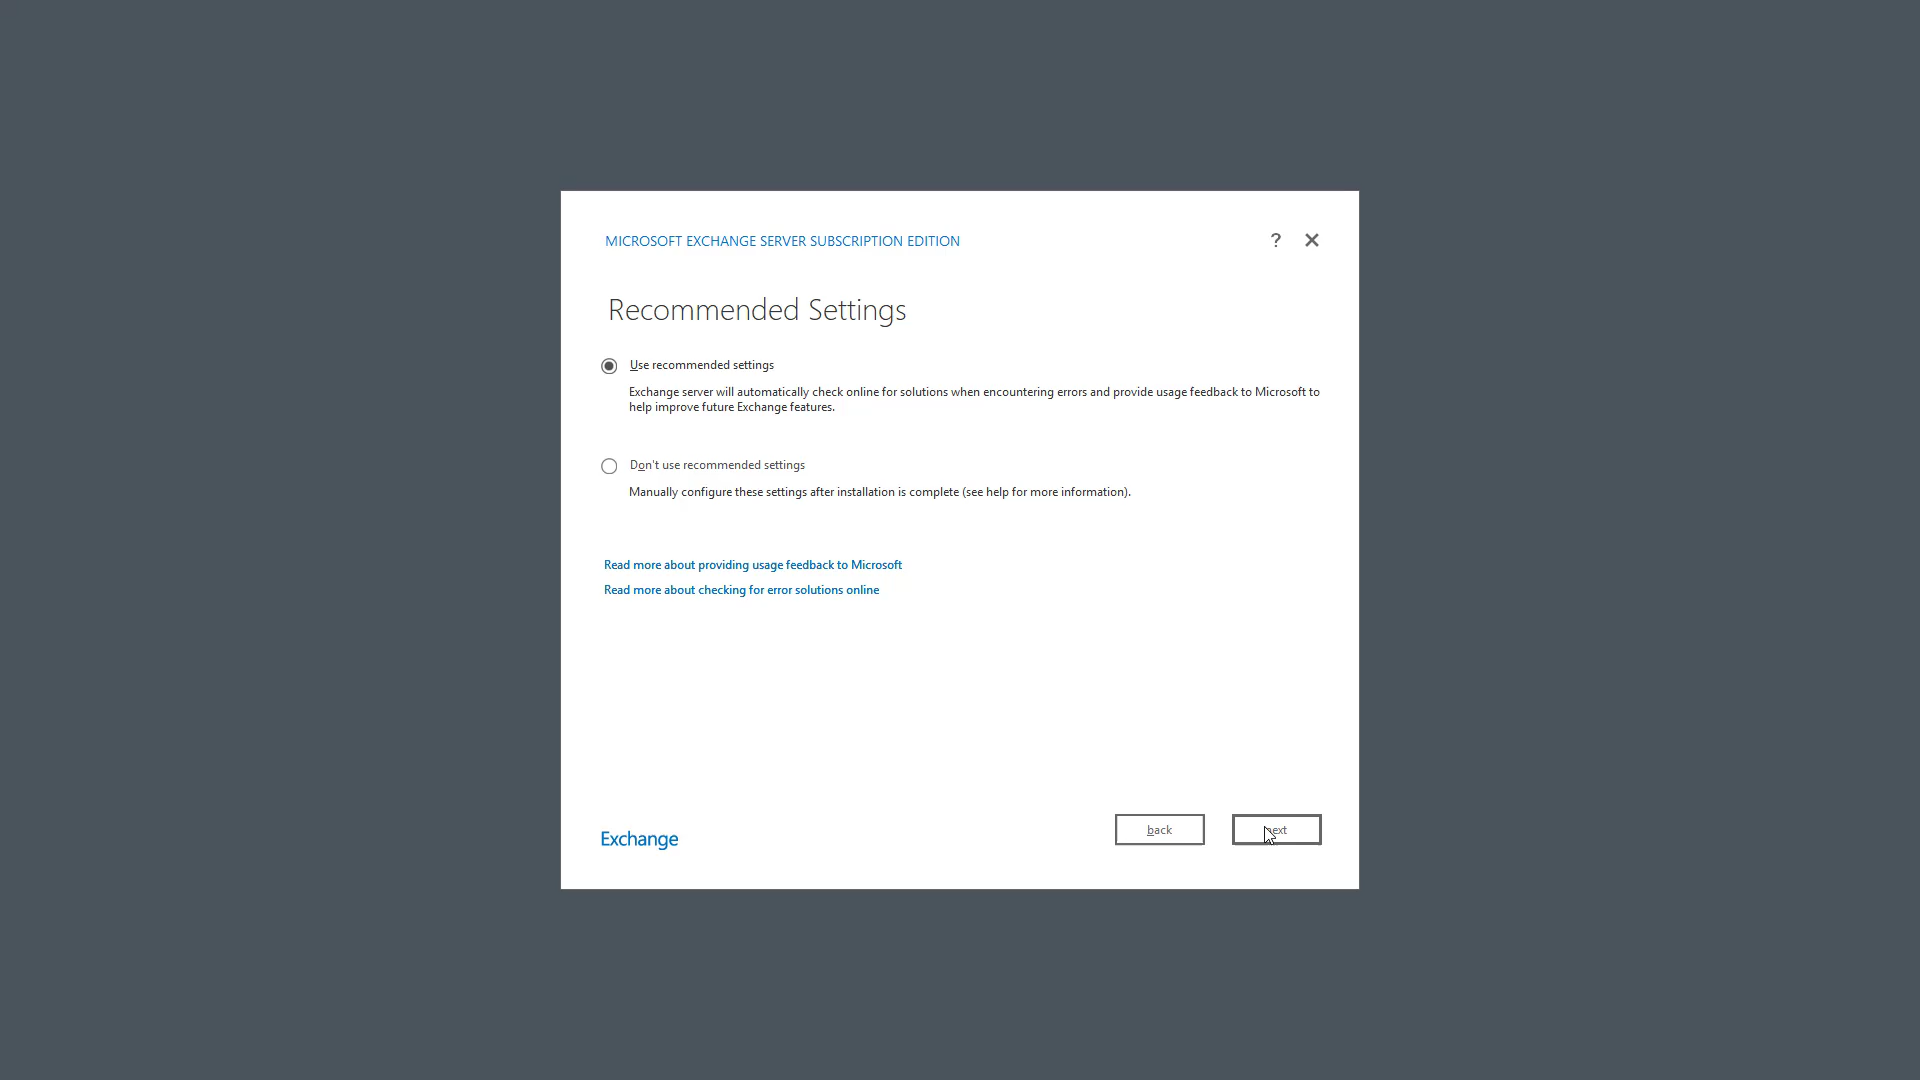 MICROSOFT EXCHANGE SERVER SUBSCRIPTION EDITION
?
Recommended Settings
Use recommended settings
Exchange server will automatically check online for solutions when encountering errors and provide usage feedback to Microsoft to
help improve future Exchange features.
Don't use recommended settings
Manually configure these settings after installation is complete (see help for more information).
Read more about providing usage feedback to Microsoft
Read more about checking for error solutions online
Exchange
back
next